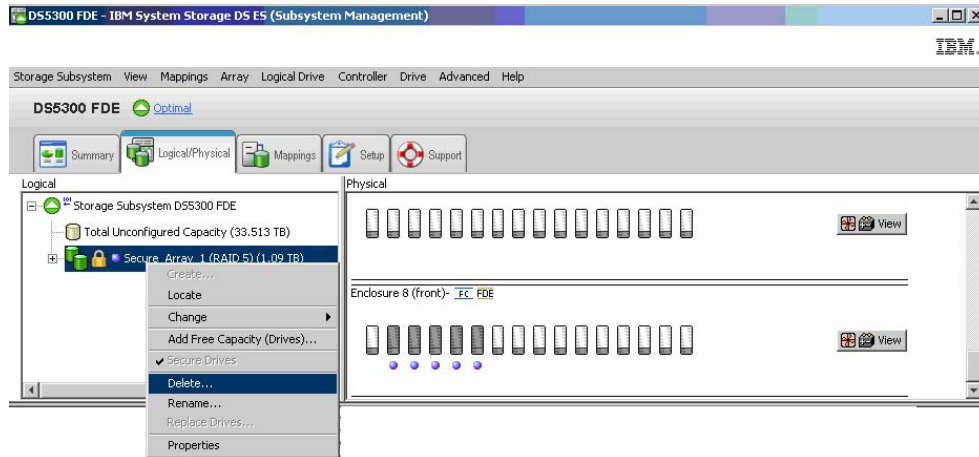 DS5300 FDE - IBM System Storage DS ES (Subsystem Management)
IBM.
Storage Subsystem View Mappings Array Logical Drive Controller Drive Advanced Help
DS5300 FDE Optimal
Summary Logical/Physical Mappings Setup Support
Logical
Storage Subsystem DS5300 FDE
Total Unconfigured Capacity (33.513 TB)
Secure_Array_1 (RAID 5) (1.09 TB)
Create...
Locate
Change
Add Free Capacity (Drives)...
Secure Drives
Delete...
Rename...
Replace Drives...
Properties
Physical
View
Enclosure 8 (front)- FC FDE
View